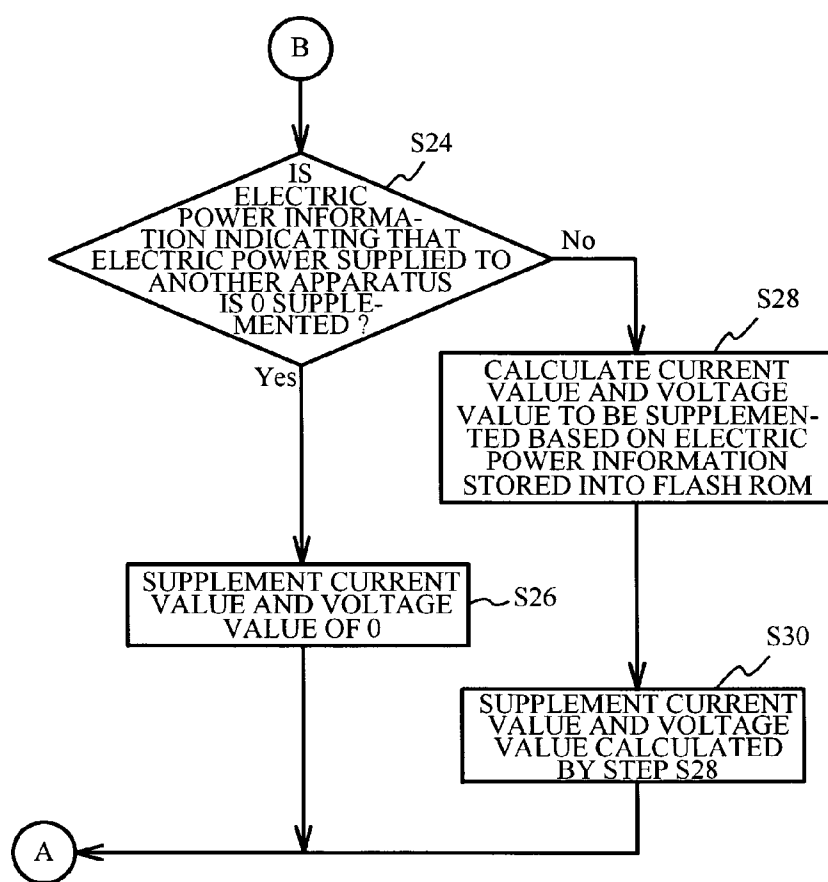 B
S24
IS
ELECTRIC
POWER INFORMA-
TION INDICATING THAT
ELECTRIC POWER SUPPLIED TO
ANOTHER APPARATUS
IS 0 SUPPLE-
MENTED ?
No
Yes
S28
CALCULATE CURRENT
VALUE AND VOLTAGE
VALUE TO BE SUPPLEMEN-
TED BASED ON ELECTRIC
POWER INFORMATION
STORED INTO FLASH ROM
SUPPLEMENT CURRENT
VALUE AND VOLTAGE
VALUE OF 0
S26
S30
SUPPLEMENT CURRENT
VALUE AND VOLTAGE
VALUE CALCULATED
BY STEP S28
A